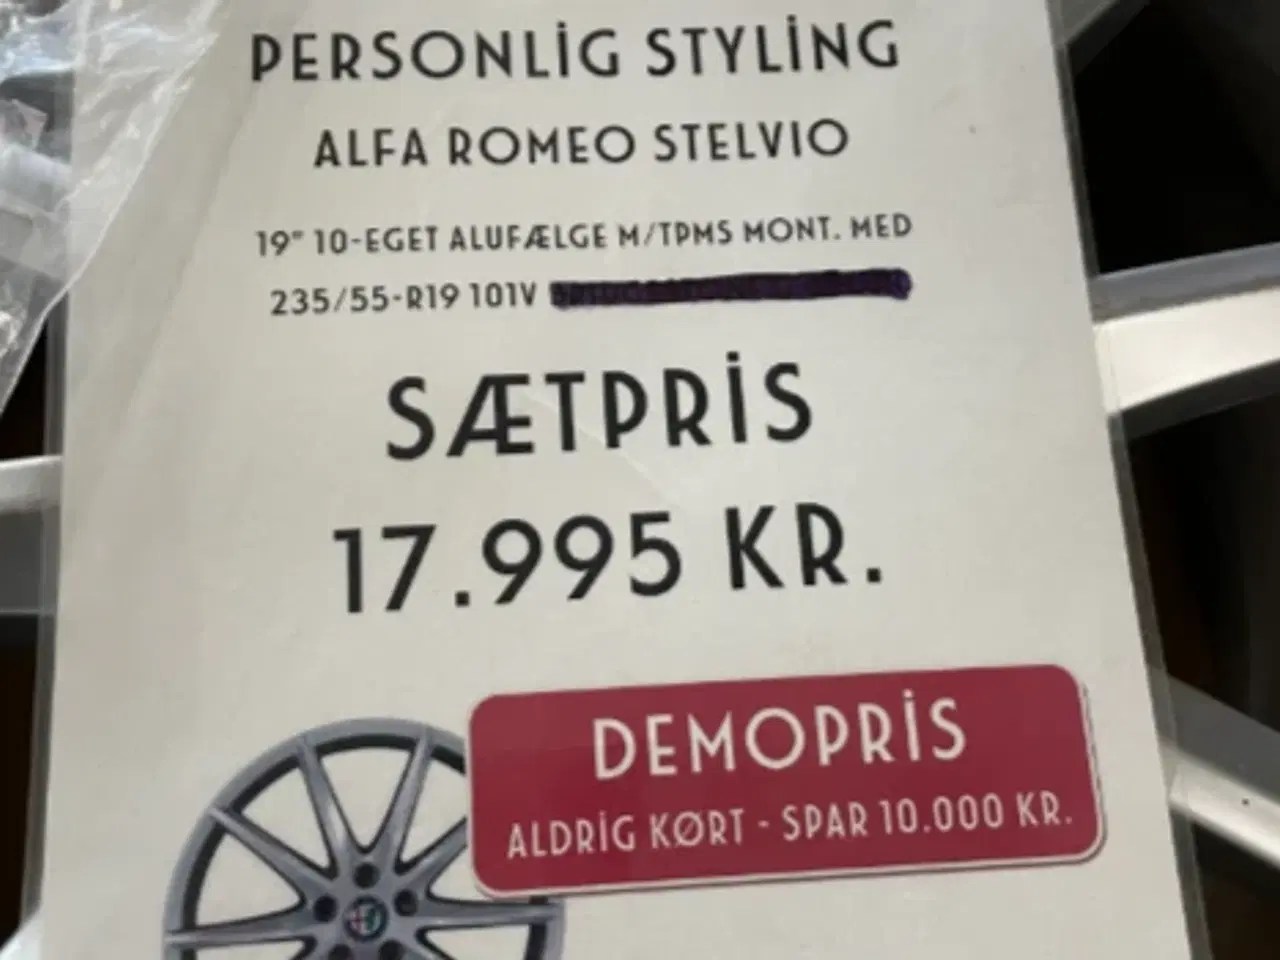 PERSONLIG STYLING
ALFA ROMEO STELVIO
19" 10-EGET ALUFÆLGE M/TPMS MONT. MED
235/55-R19 101V
SÆTPRIS
17.995 KR.
DEMOPRIS
ALDRIG KØRT - SPAR 10.000 KR.